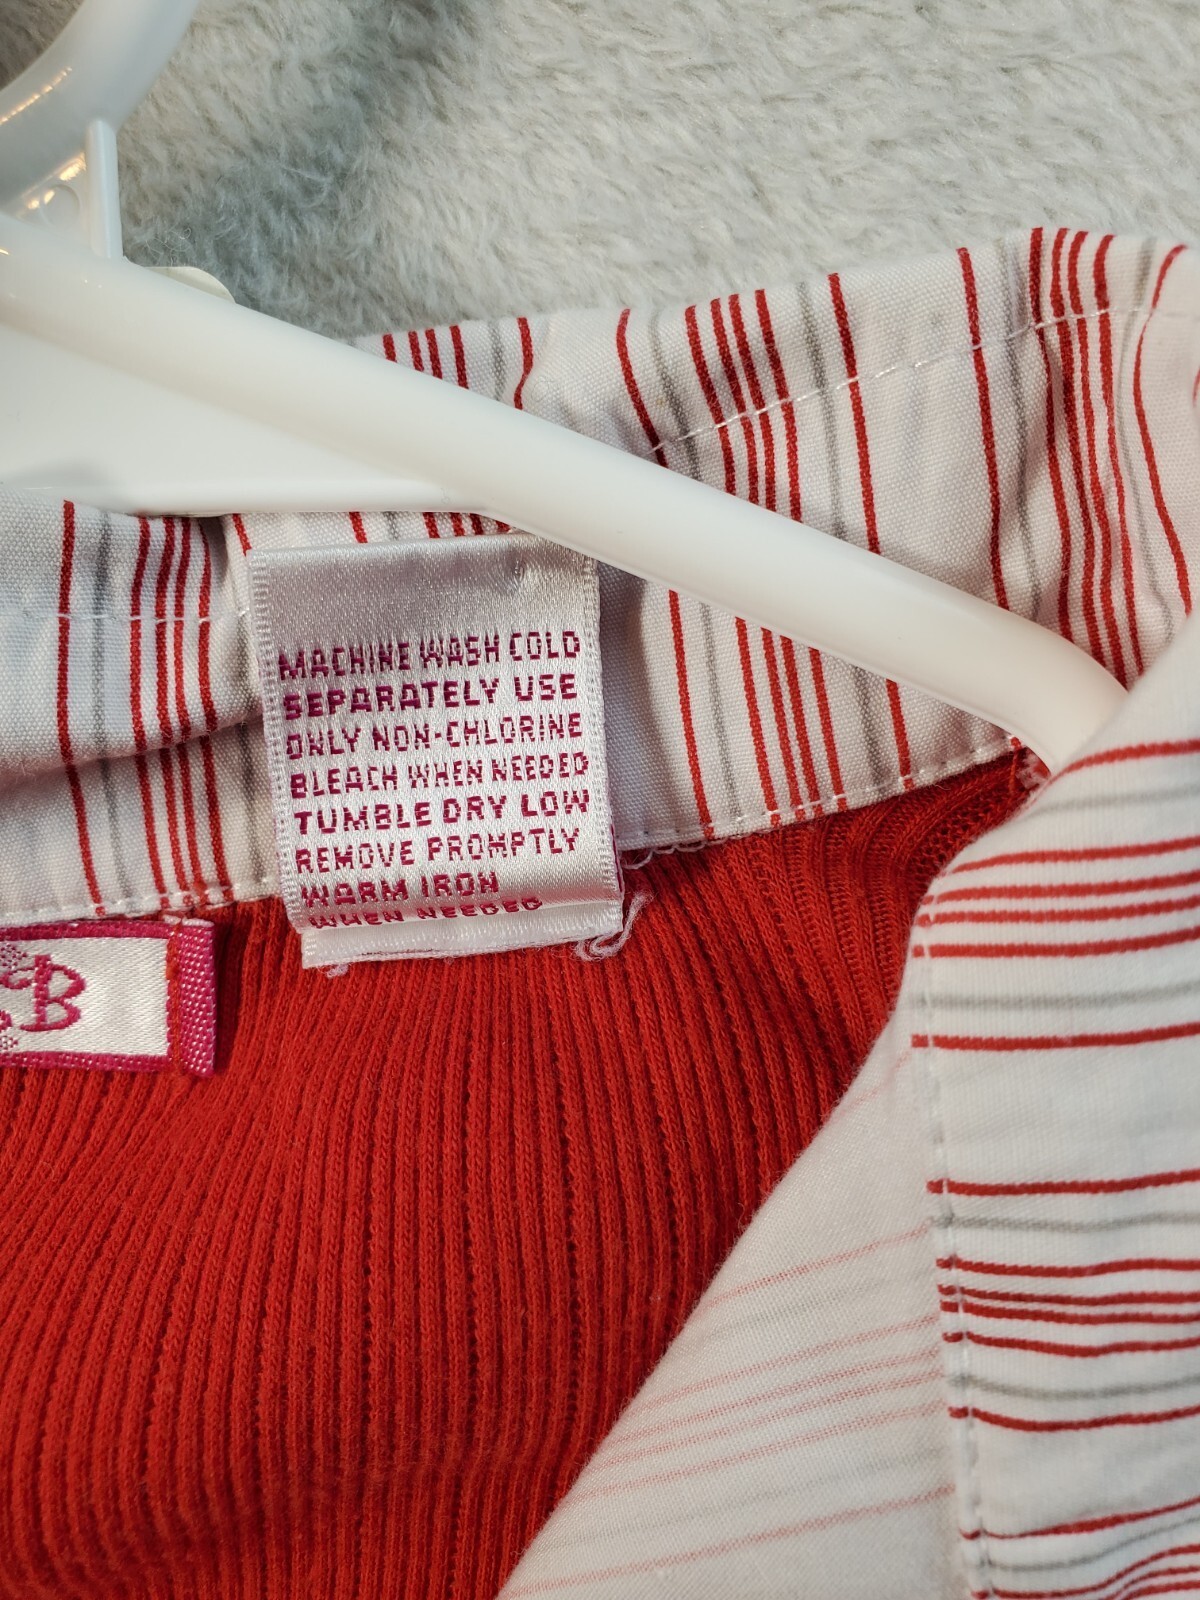 MACHINE WASH COLD
SEPARATELY USE
ONLY NON-CHLORINE
BLEACH WHEN NEEDED
TUMBLE DRY LOW
REMOVE PROMPTLY
WARM IRON
WHEN NEEDED
B